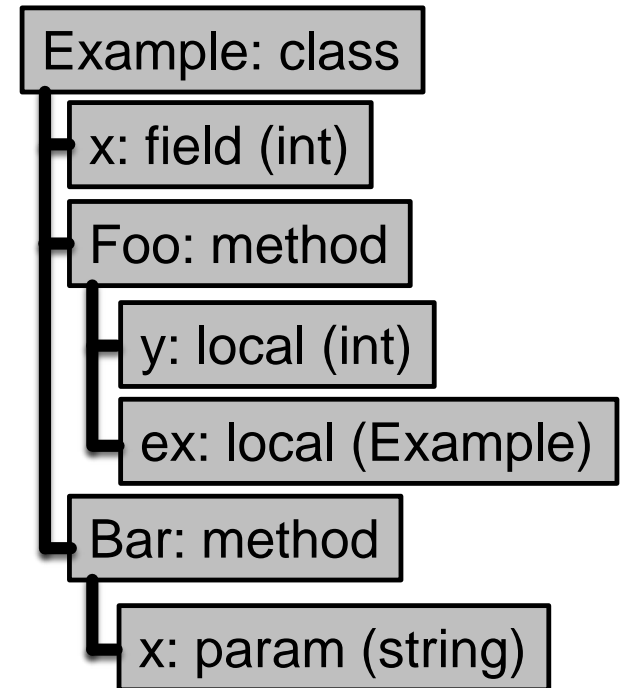 Example: class
x: field (int)
Foo: method
y: local (int)
ex: local (Example)
Bar: method
x: param (string)